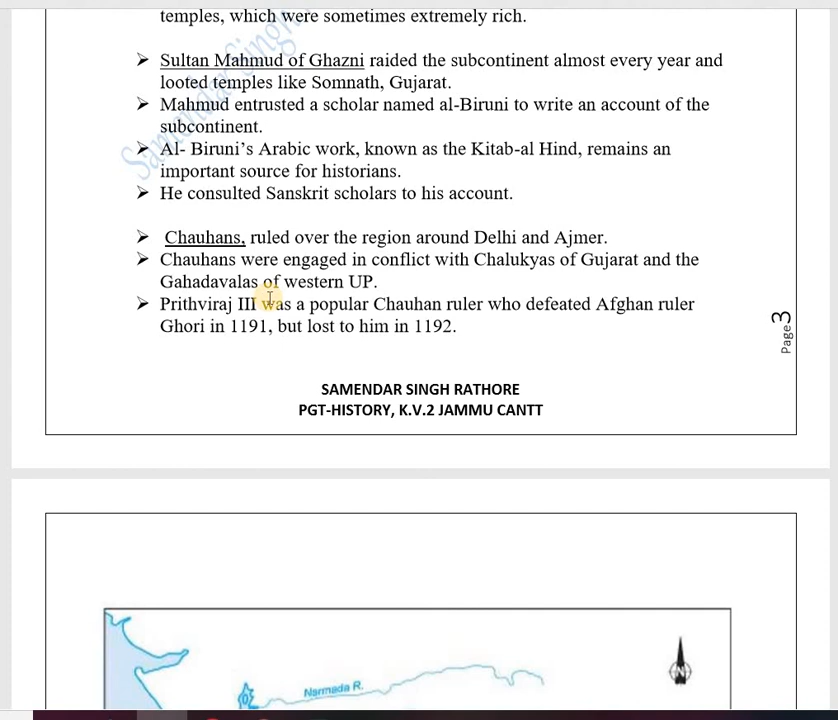 temples, which were sometimes extremely rich.
➤ Sultan Mahmud of Ghazni raided the subcontinent almost every year and
looted temples like Somnath, Gujarat.
➤ Mahmud entrusted a scholar named al-Biruni to write an account of the
subcontinent.
➤ Al- Biruni's Arabic work, known as the Kitab-al Hind, remains an
important source for historians.
➤ He consulted Sanskrit scholars to his account.
➤ Chauhans, ruled over the region around Delhi and Ajmer.
➤ Chauhans were engaged in conflict with Chalukyas of Gujarat and the
Gahadavalas of western UP.
➤ Prithviraj III was a popular Chauhan ruler who defeated Afghan ruler
Ghori in 1191, but lost to him in 1192.
Page 3
SAMENDAR SINGH RATHORE
PGT-HISTORY, K.V.2 JAMMU CANTT
Samendar Singh
Narmada R.
N